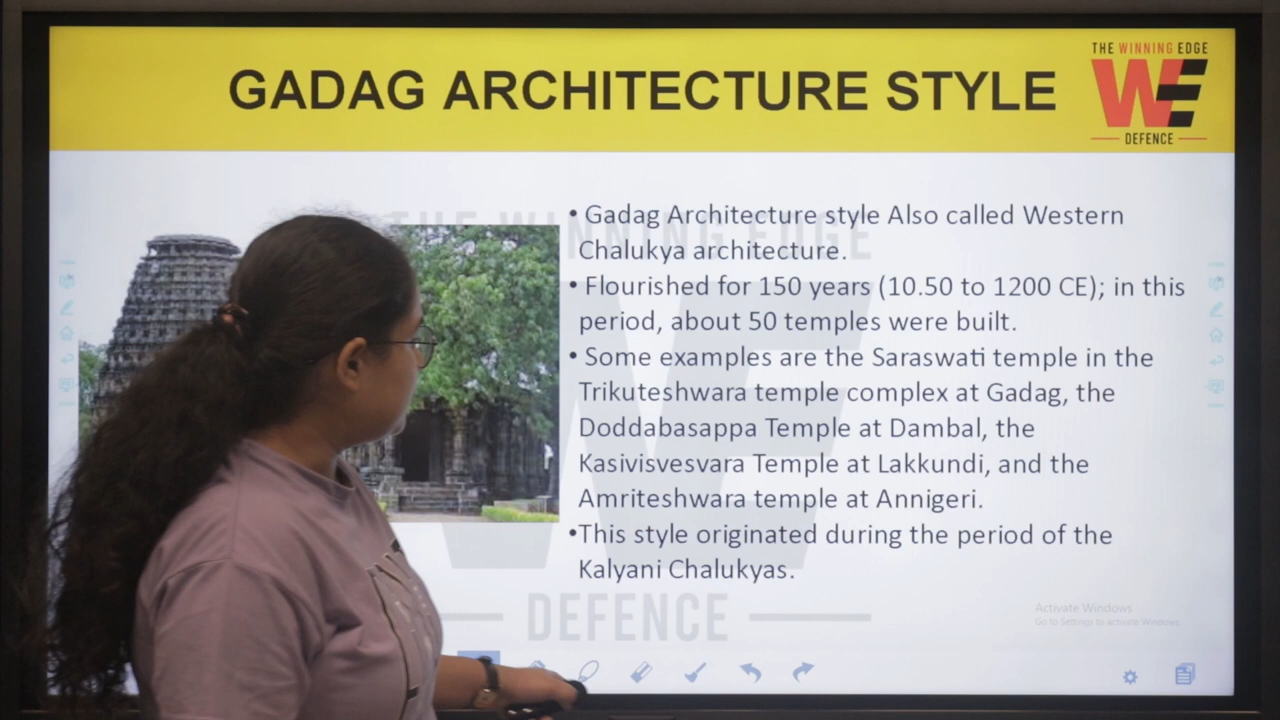 GADAG ARCHITECTURE STYLE
THE WINNING EDGE
WE
DEFENCE
• Gadag Architecture style Also called Western
Chalukya architecture.
• Flourished for 150 years (10.50 to 1200 CE); in this
period, about 50 temples were built.
• Some examples are the Saraswati temple in the
Trikuteshwara temple complex at Gadag, the
Doddabasappa Temple at Dambal, the
Kasivisvesvara Temple at Lakkundi, and the
Amriteshwara temple at Annigeri.
•This style originated during the period of the
Kalyani Chalukyas.
THE WINNING EDGE
WE
DEFENCE
Activate Windows
Go to Settings to activate Windows.